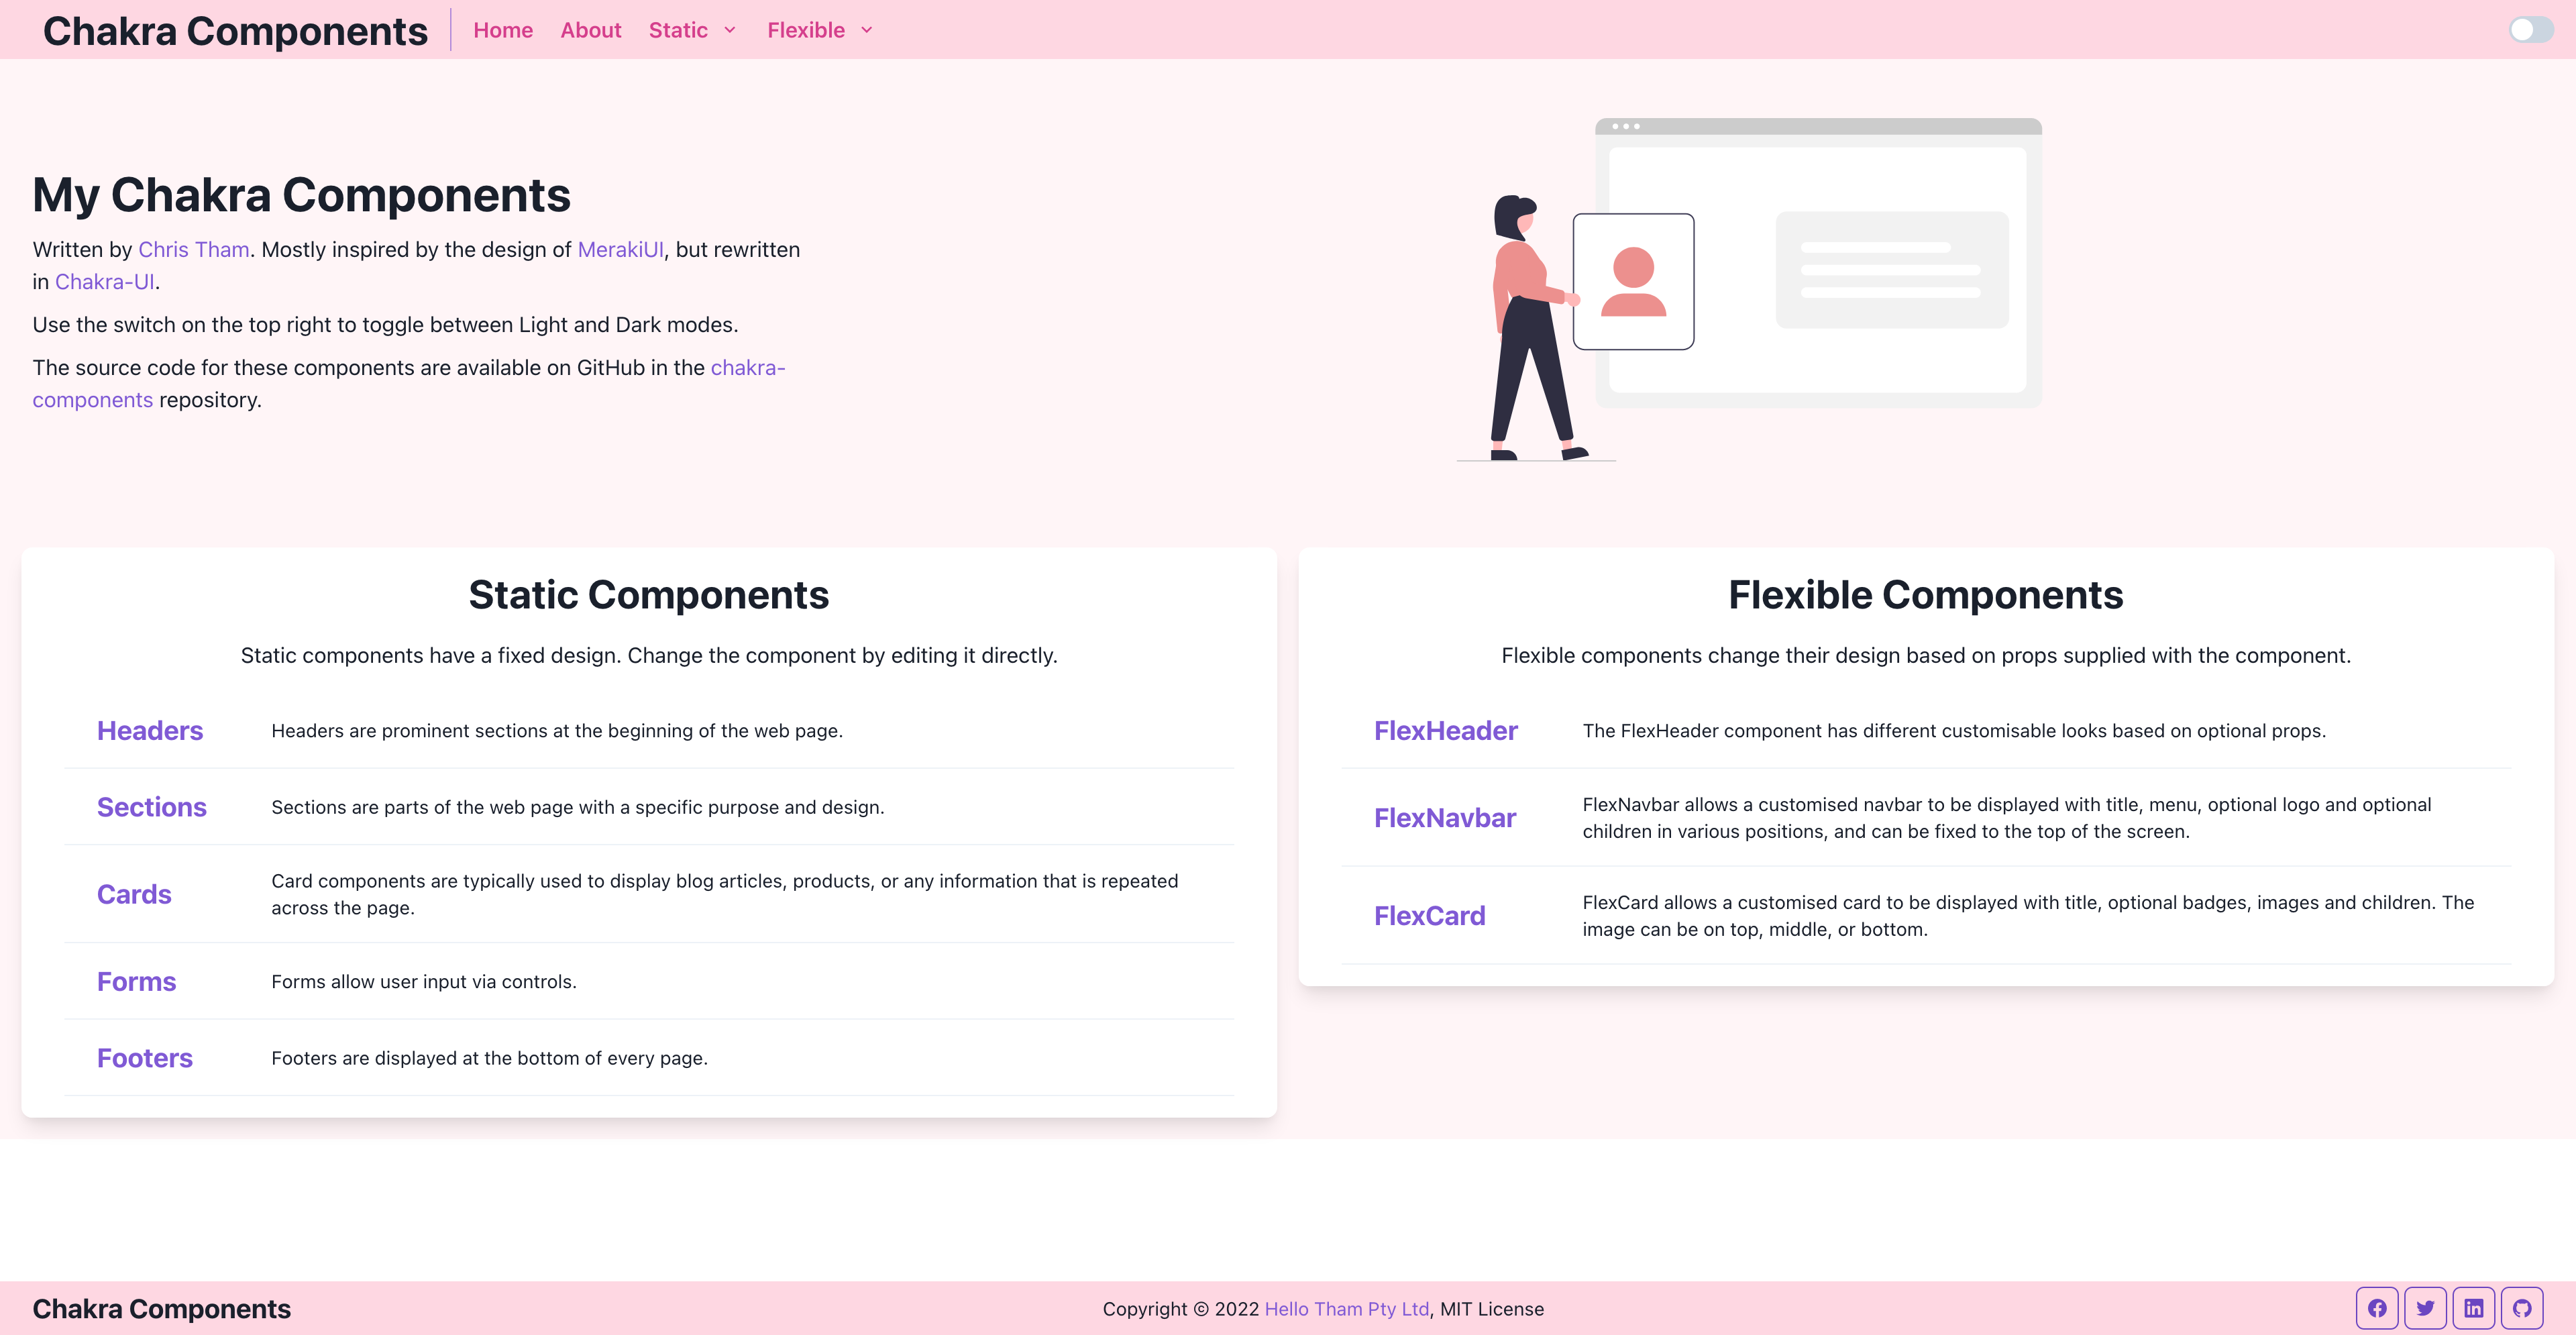 Chakra Components
Home About Static Flexible
My Chakra Components
Written by Chris Tham. Mostly inspired by the design of MerakiUI, but rewritten
in Chakra-UI.
Use the switch on the top right to toggle between Light and Dark modes.
The source code for these components are available on GitHub in the chakra-
components repository.
Static Components
Static components have a fixed design. Change the component by editing it directly.
Headers
Headers are prominent sections at the beginning of the web page.
Sections
Sections are parts of the web page with a specific purpose and design.
Cards
Card components are typically used to display blog articles, products, or any information that is repeated
across the page.
Forms
Forms allow user input via controls.
Footers
Footers are displayed at the bottom of every page.
Flexible Components
Flexible components change their design based on props supplied with the component.
FlexHeader
The FlexHeader component has different customisable looks based on optional props.
FlexNavbar
FlexNavbar allows a customised navbar to be displayed with title, menu, optional logo and optional
children in various positions, and can be fixed to the top of the screen.
FlexCard
FlexCard allows a customised card to be displayed with title, optional badges, images and children. The
image can be on top, middle, or bottom.
Chakra Components
Copyright © 2022 Hello Tham Pty Ltd, MIT License